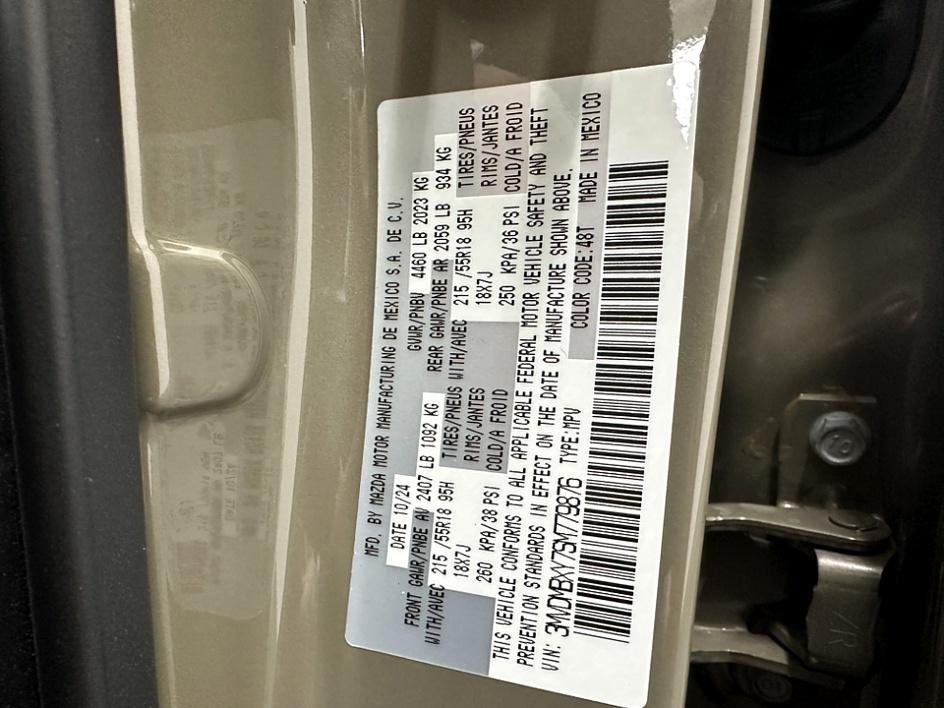 MFD. BY MAZDA MOTOR MANUFACTURING DE MEXICO S.A. DE C.V.
DATE 10/24 GVWR/PNBV 4460 LB 2023 KG
FRONT GAWR/PNBE AV 2407 LB 1092 KG REAR GAWR/PNBE AR 2059 LB 934 KG
WITH/AVEC 215 /55R18 95H TIRES/PNEUS WITH/AVEC 215 /55R18 95H TIRES/PNEUS
18X7J RIMS/JANTES 18X7J RIMS/JANTES
260 KPA/38 PSI COLD/A FROID 250 KPA/36 PSI COLD/A FROID
THIS VEHICLE CONFORMS TO ALL APPLICABLE FEDERAL MOTOR VEHICLE SAFETY AND THEFT
PREVENTION STANDARDS IN EFFECT ON THE DATE OF MANUFACTURE SHOWN ABOVE.
VIN: 3MVDMBXY7SM779876 TYPE:MPV COLOR CODE:48T MADE IN MEXICO